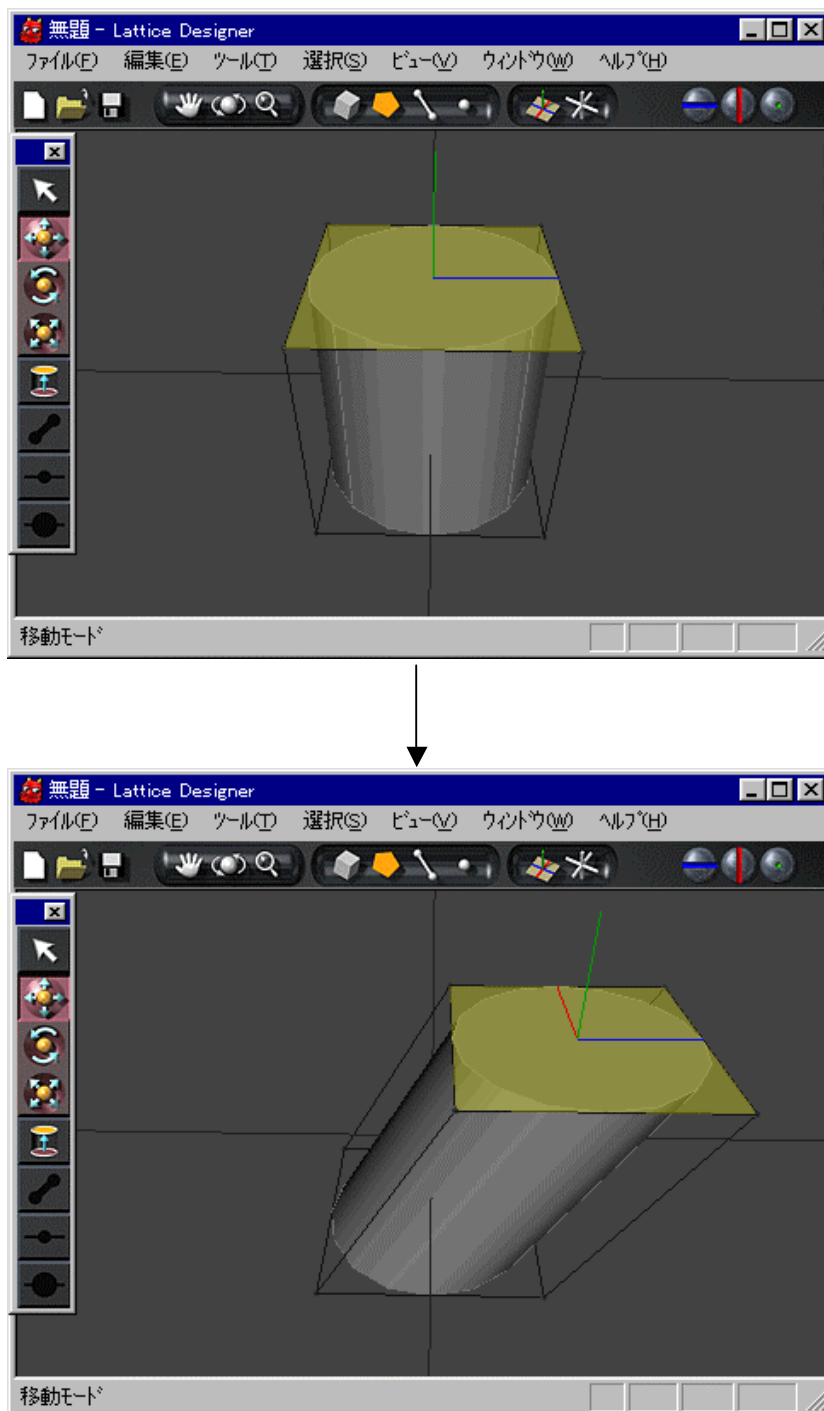 無題 - Lattice Designer
ファイル(F) 編集(E) ツール(T) 選択(S) ビュー(V) ウィンドウ(W) ヘルプ(H)
移動モード
無題 - Lattice Designer
ファイル(F) 編集(E) ツール(T) 選択(S) ビュー(V) ウィンドウ(W) ヘルプ(H)
移動モード